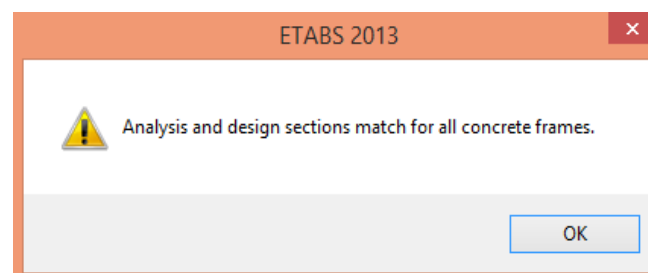 ETABS 2013
Analysis and design sections match for all concrete frames.
OK